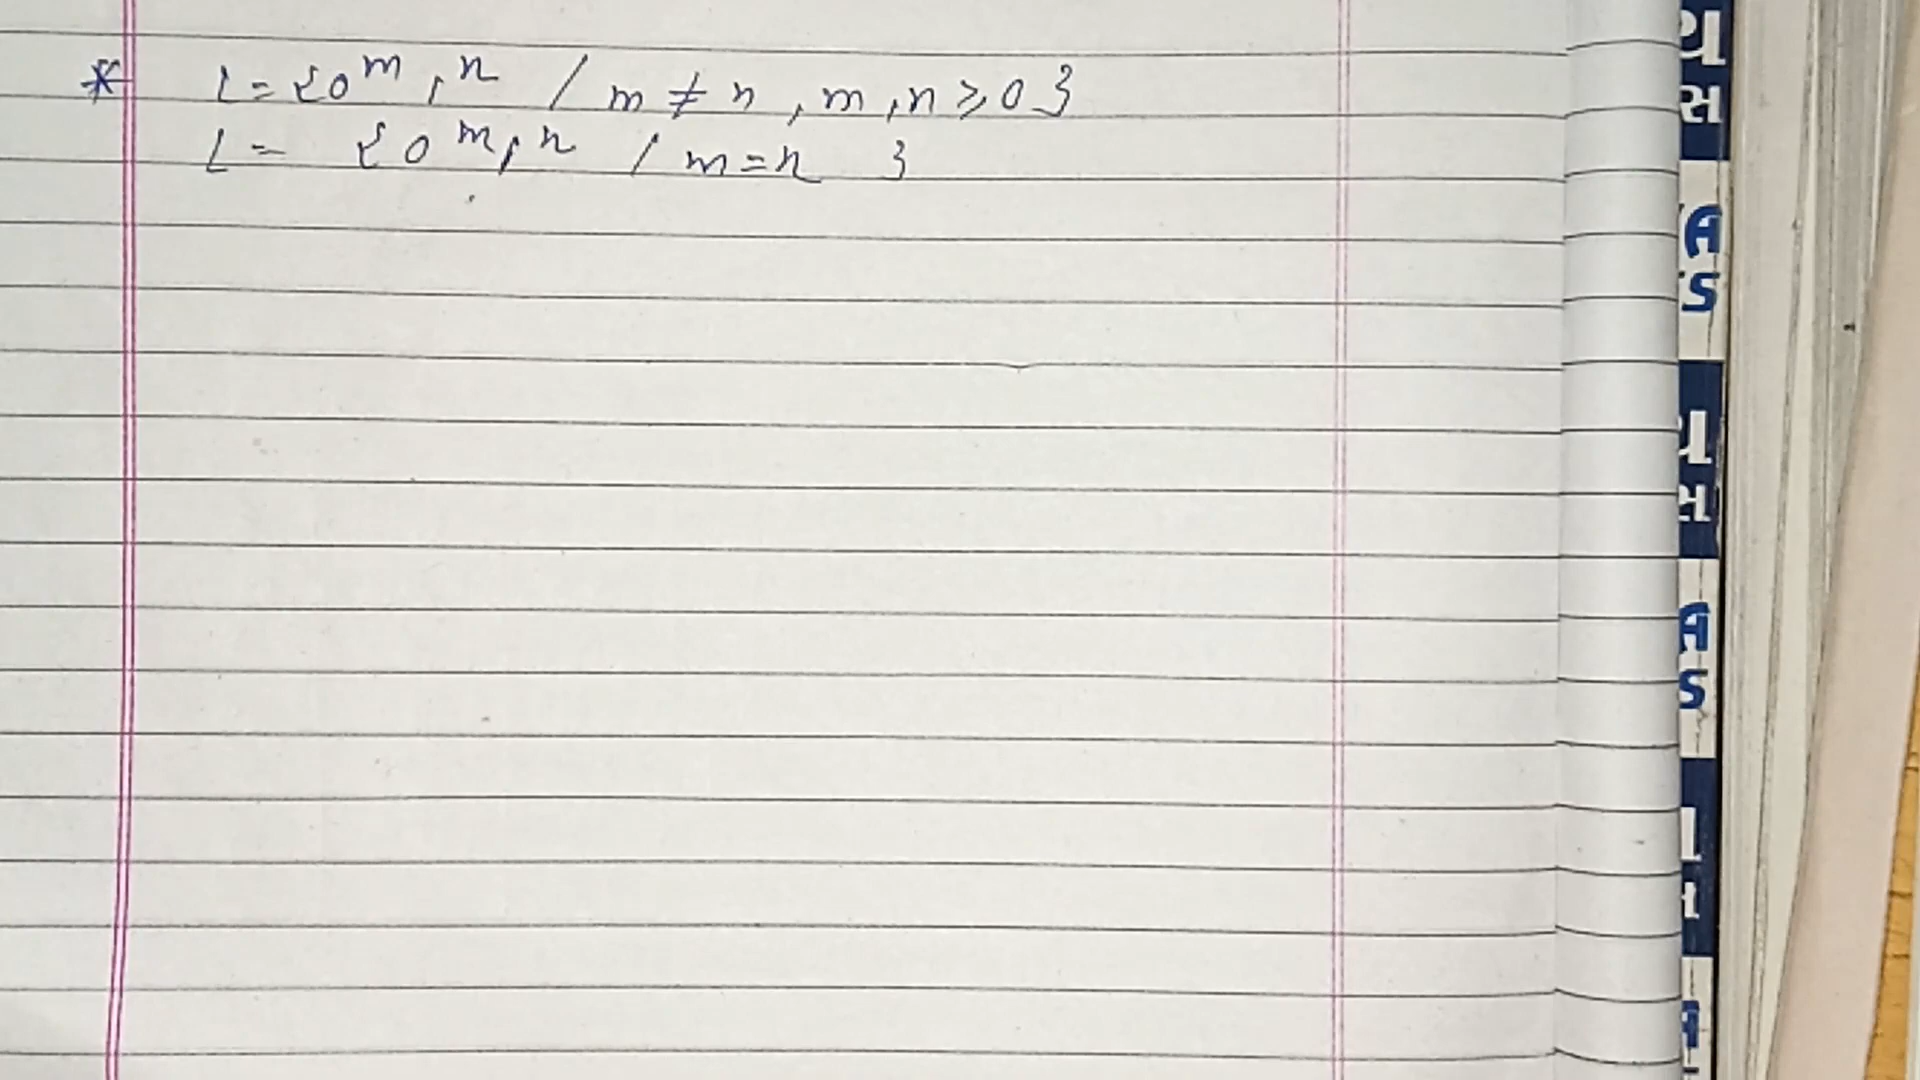 * L = {0^m 1^n / m ≠ n, m, n ≥ 0}
L = {0^m 1^n / m = n }
A
S
A
S